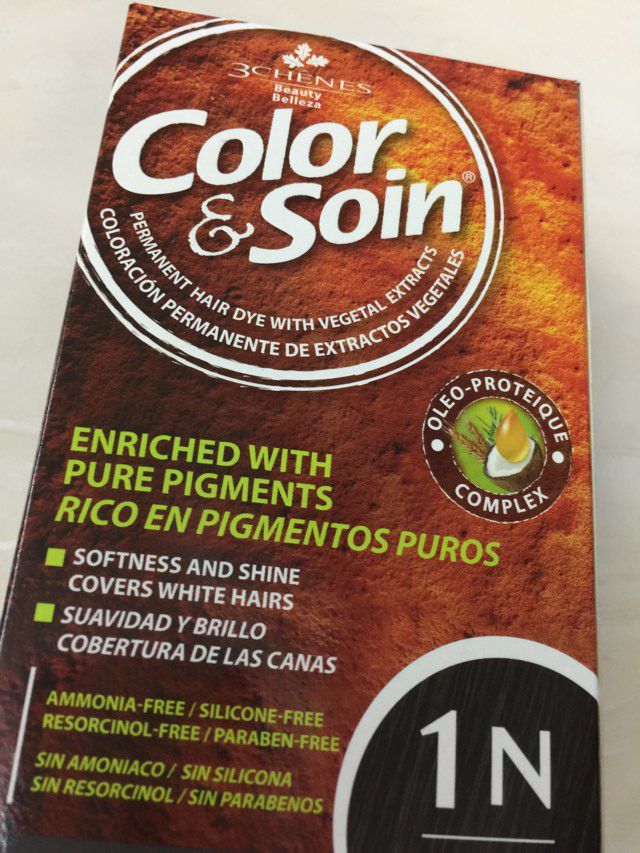 3CHENES
Beauty
Belleza
Color
& Soin®
PERMANENT HAIR DYE WITH VEGETAL EXTRACTS
COLORACIÓN PERMANENTE DE EXTRACTOS VEGETALES
OLEO-PROTEIQUE
COMPLEX
ENRICHED WITH
PURE PIGMENTS
RICO EN PIGMENTOS PUROS
SOFTNESS AND SHINE
COVERS WHITE HAIRS
SUAVIDAD Y BRILLO
COBERTURA DE LAS CANAS
AMMONIA-FREE / SILICONE-FREE
RESORCINOL-FREE / PARABEN-FREE
SIN AMONIACO / SIN SILICONA
SIN RESORCINOL / SIN PARABENOS
1N